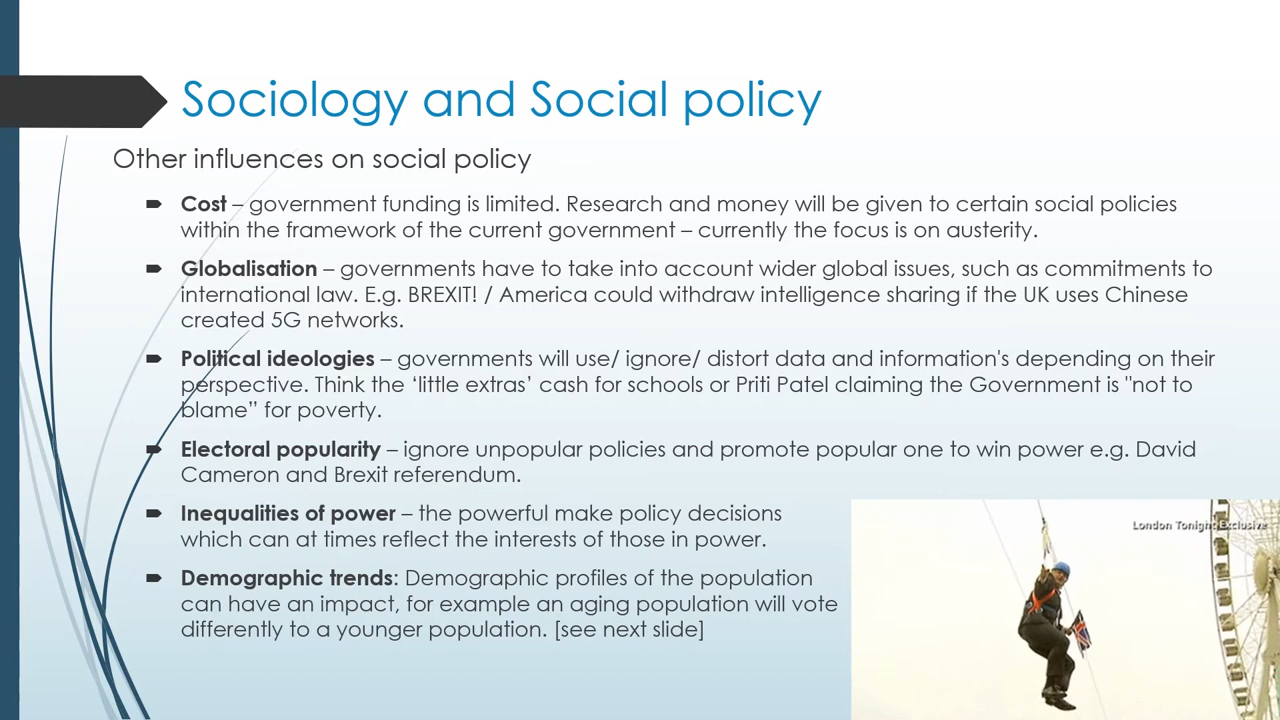 Sociology and Social policy
Other influences on social policy
Cost – government funding is limited. Research and money will be given to certain social policies
within the framework of the current government – currently the focus is on austerity.
Globalisation – governments have to take into account wider global issues, such as commitments to
international law. E.g. BREXIT! / America could withdraw intelligence sharing if the UK uses Chinese
created 5G networks.
Political ideologies – governments will use/ ignore/ distort data and information's depending on their
perspective. Think the ‘little extras’ cash for schools or Priti Patel claiming the Government is "not to
blame” for poverty.
Electoral popularity – ignore unpopular policies and promote popular one to win power e.g. David
Cameron and Brexit referendum.
Inequalities of power – the powerful make policy decisions
which can at times reflect the interests of those in power.
Demographic trends: Demographic profiles of the population
can have an impact, for example an aging population will vote
differently to a younger population. [see next slide]
London Tonight Exclusive